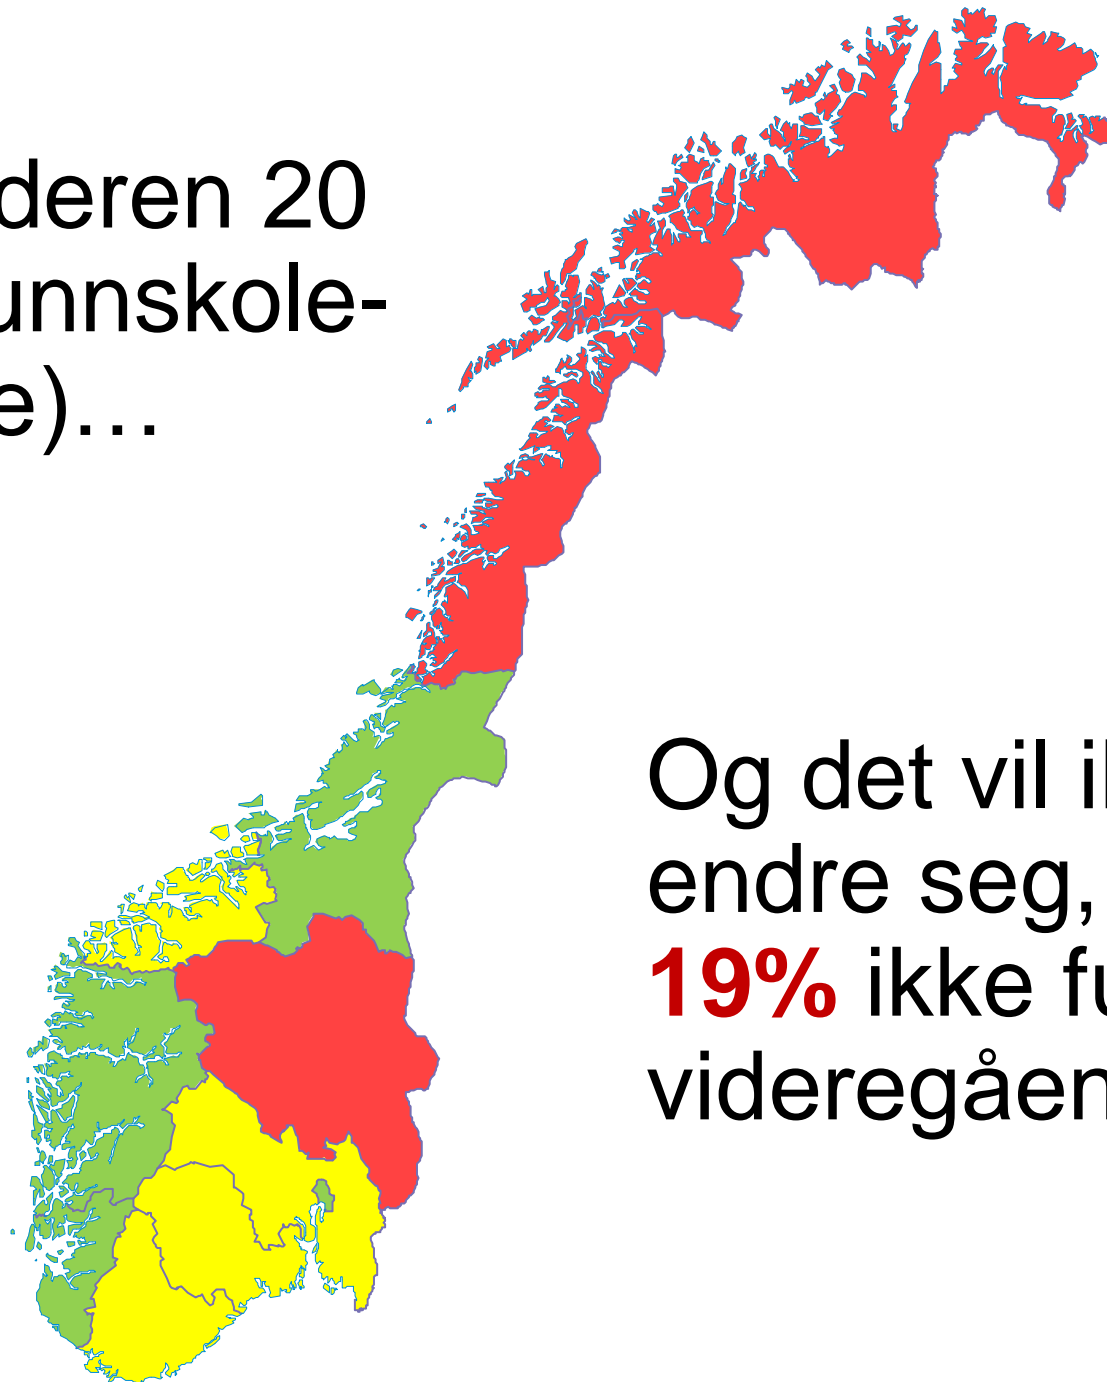 deren 20
unnskole-
e)…
Og det vil i
endre seg,
19% ikke fu
videregåen